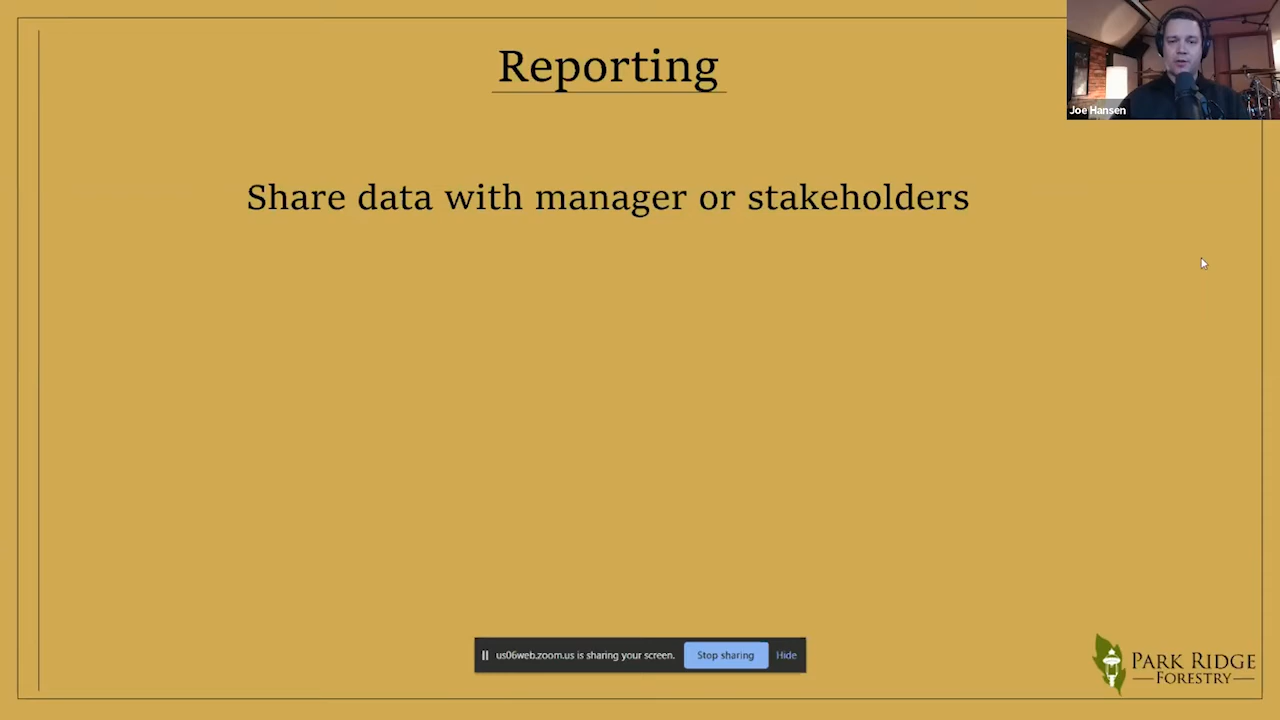 Reporting
Joe Hansen
Share data with manager or stakeholders
us06web.zoom.us is sharing your screen. Stop sharing Hide
PARK RIDGE
FORESTRY